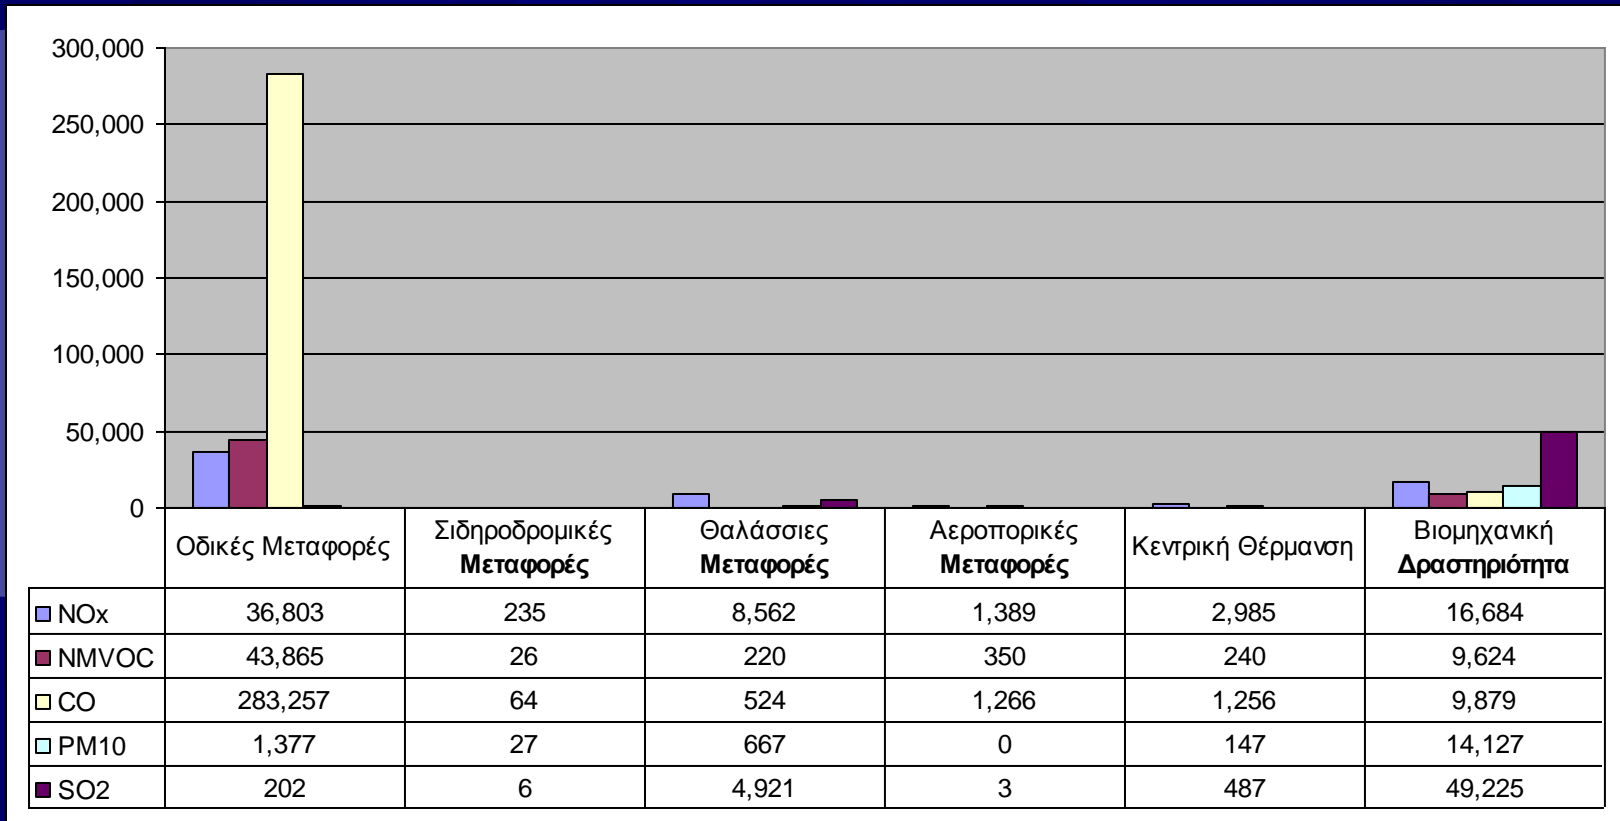 300,000
250,000
200,000
150,000
100,000
50,000
0
Οδικές Μεταφορές
Σιδηροδρομικές
Μεταφορές
Θαλάσσιες
Μεταφορές
Αεροπορικές
Μεταφορές
Κεντρική Θέρμανση
Βιομηχανική
Δραστηριότητα
NOx 36,803 235 8,562 1,389 2,985 16,684
NMVOC 43,865 26 220 350 240 9,624
CO 283,257 64 524 1,266 1,256 9,879
PM10 1,377 27 667 0 147 14,127
SO2 202 6 4,921 3 487 49,225